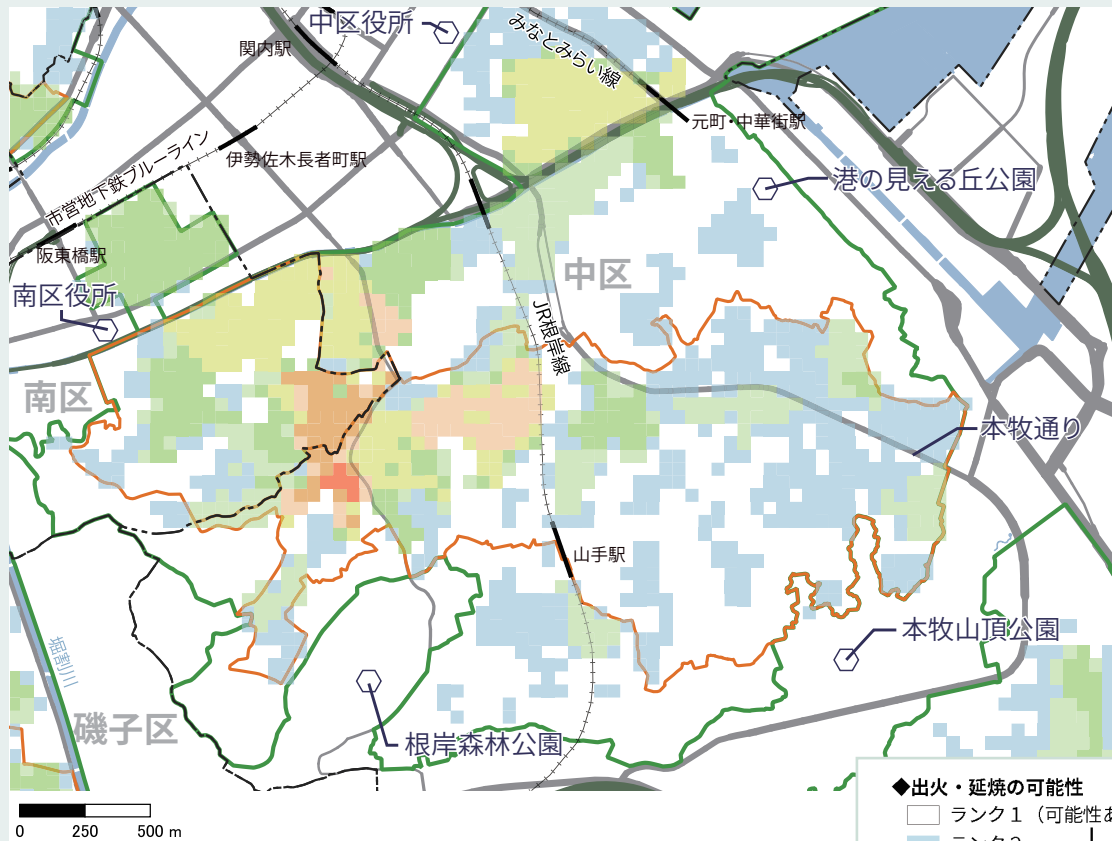 中区役所
みなとみらい線
関内駅
元町・中華街駅
伊勢佐木長者町駅
市営地下鉄ブルーライン
港の見える丘公園
阪東橋駅
中区
南区役所
JR根岸線
南区
本牧通り
山手駅
本牧山頂公園
堀割川
磯子区
根岸森林公園
◆出火・延焼の可能性
ランク１（可能性あ
0 250 500 m